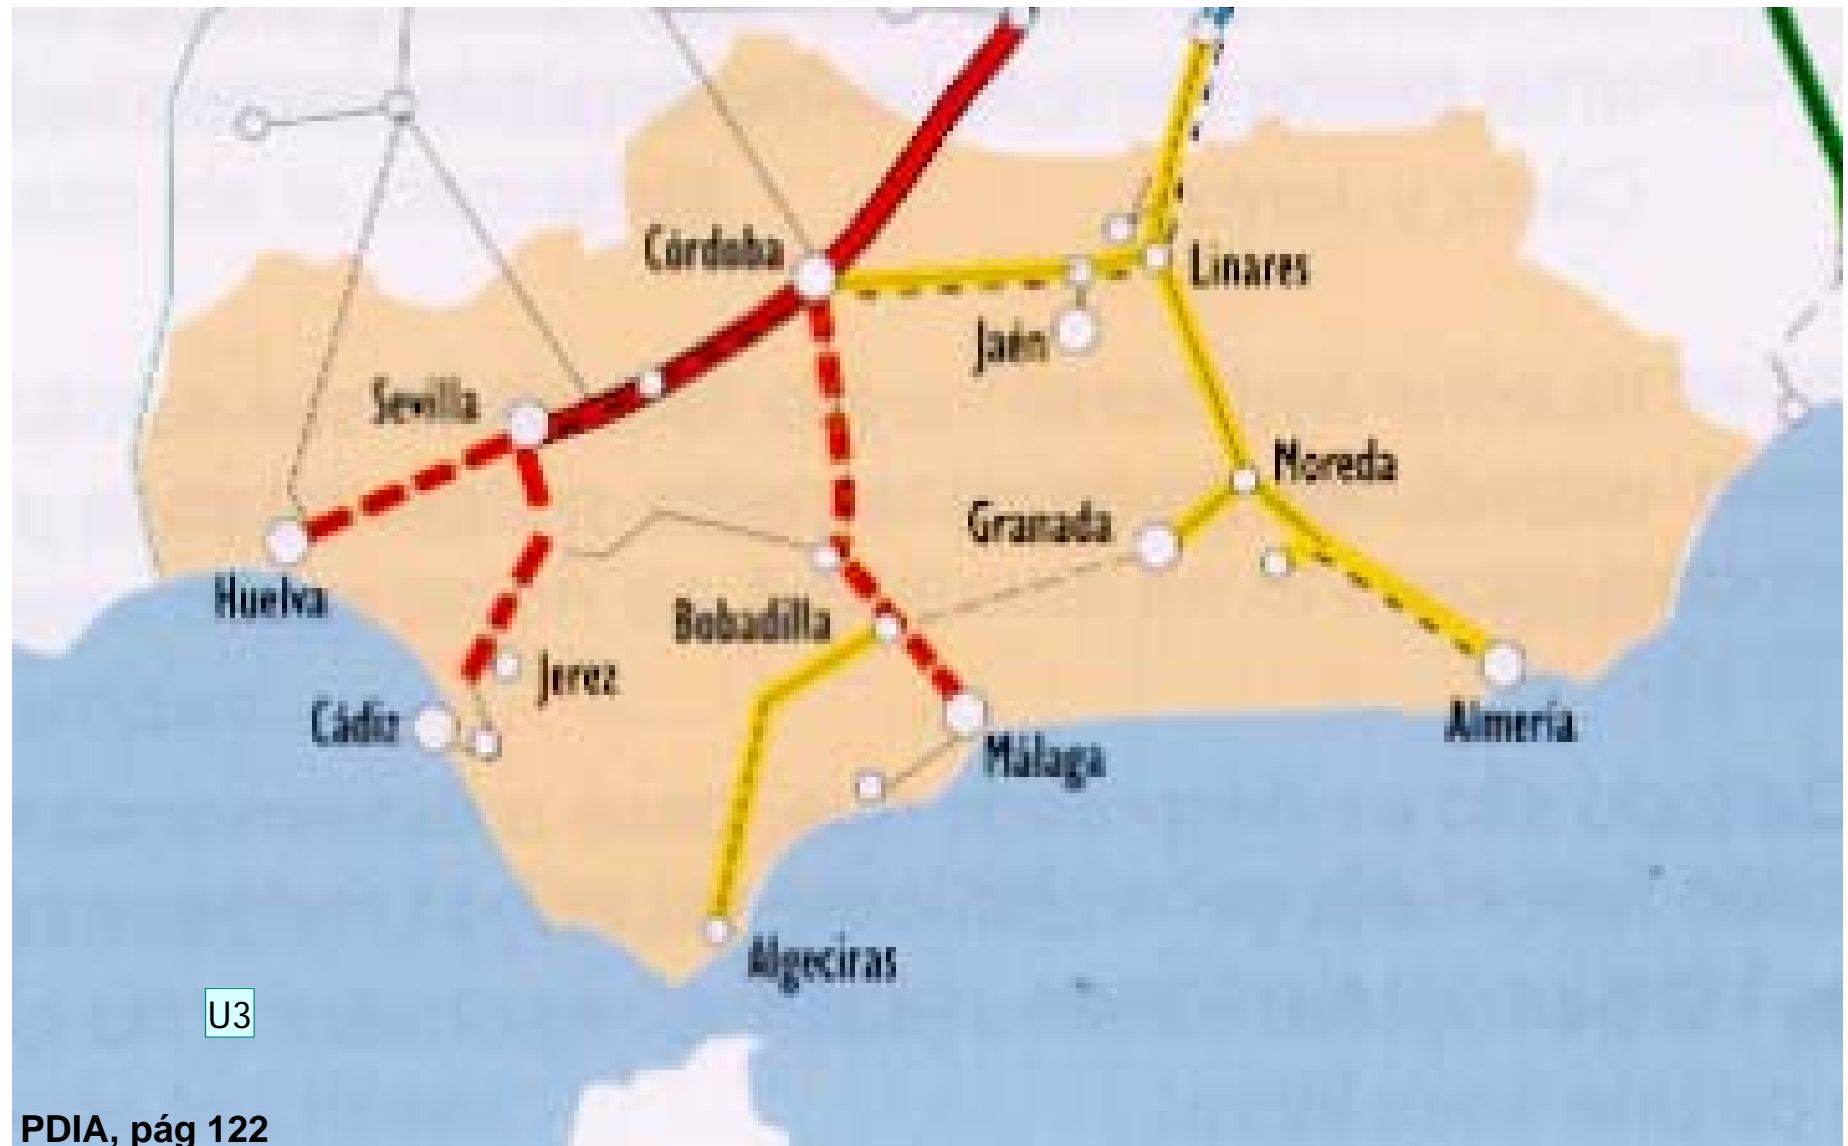 Córdoba
Linares
Jaén
Sevilla
Moreda
Granada
Huelva
Bobadilla
Jerez
Cádiz
Almería
Málaga
Algeciras
U3
PDIA, pág 122